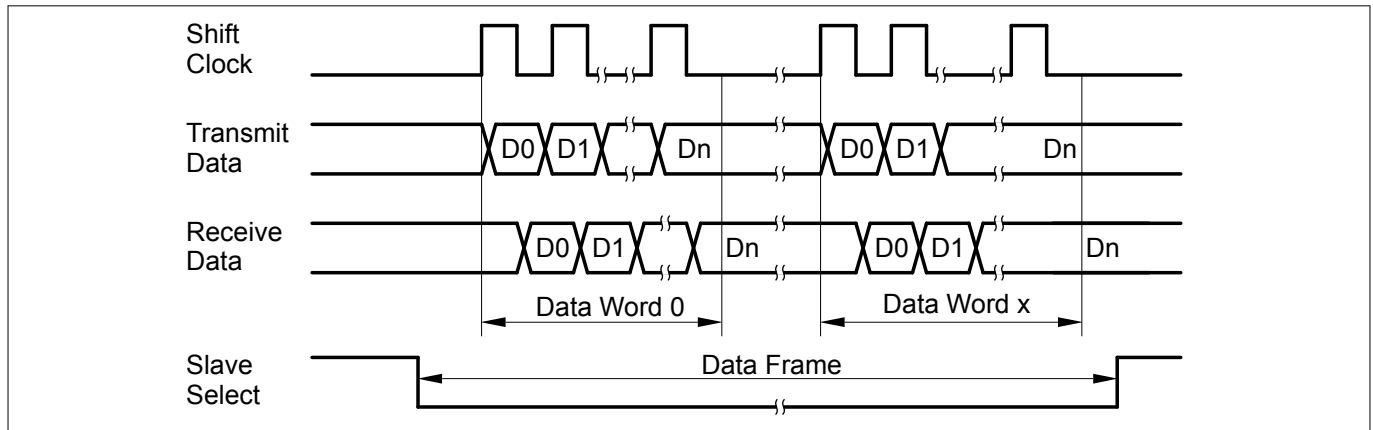 Shift
Clock
Transmit
Data
D0 D1 Dn D0 D1 Dn
Receive
Data
D0 D1 Dn D0 D1 Dn
Data Word 0 Data Word x
Slave
Select
Data Frame